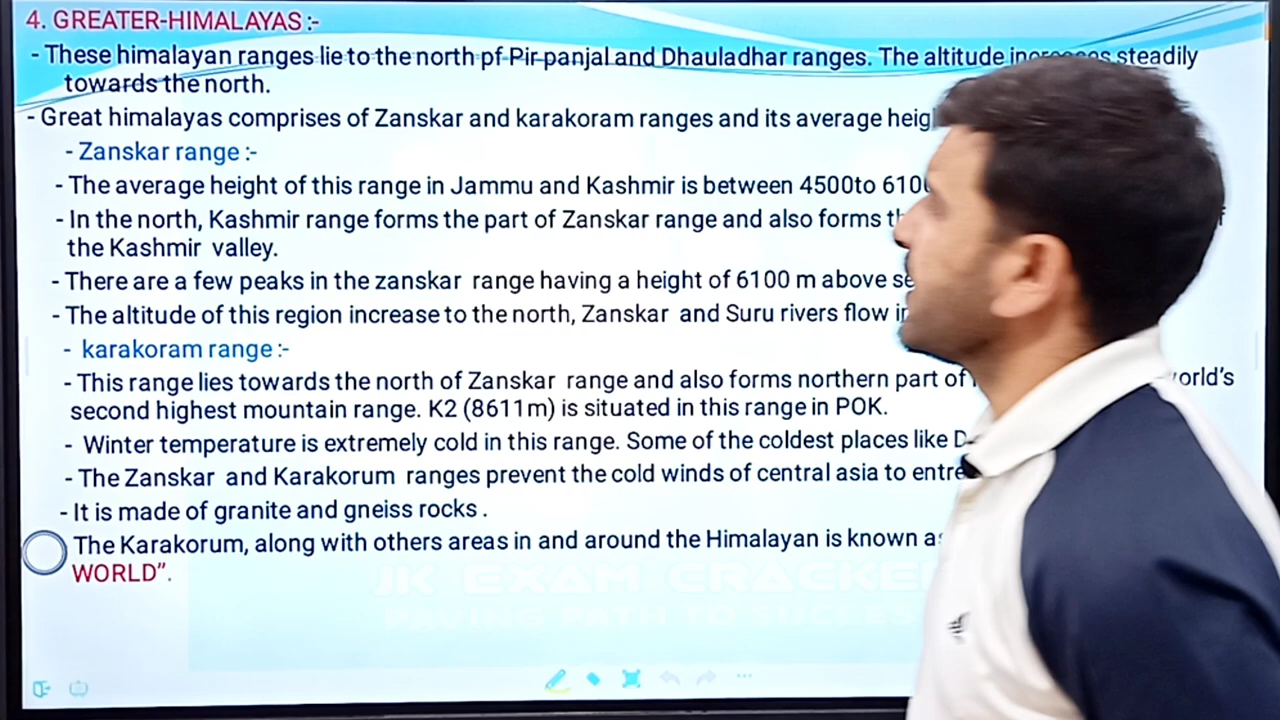 4. GREATER-HIMALAYAS :-
- These himalayan ranges lie to the north pf Pir-panjal and Dhauladhar ranges. The altitude increases steadily
towards the north.
- Great himalayas comprises of Zanskar and karakoram ranges and its average
- Zanskar range :-
- The average height of this range in Jammu and Kashmir is between 4500to
- In the north, Kashmir range forms the part of Zanskar range and also forms
the Kashmir valley.
- There are a few peaks in the zanskar range having a height of 6100 m above
- The altitude of this region increase to the north, Zanskar and Suru rivers flow
- karakoram range :-
- This range lies towards the north of Zanskar range and also forms northern part of
second highest mountain range. K2 (8611m) is situated in this range in POK.
- Winter temperature is extremely cold in this range. Some of the coldest places like
- The Zanskar and Karakorum ranges prevent the cold winds of central asia to
- It is made of granite and gneiss rocks .
The Karakorum, along with others areas in and around the Himalayan is known
WORLD”.
JK EXAM CRACKE
PAVING PATH TO SUCCES